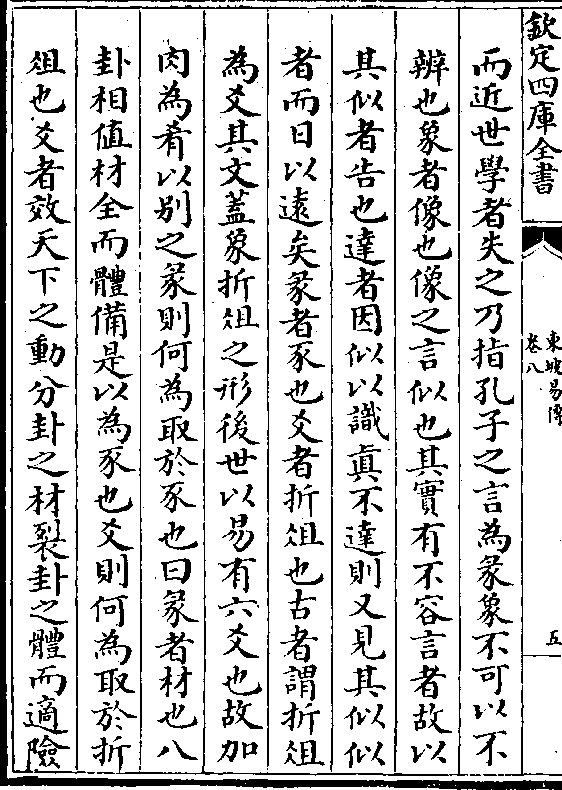 欽定四庫全書
東坡易傳
卷八
五
而近世學者失之乃指孔子之言為彖象不可以不
辨也象者像也像之言似也其實有不容言者故以
其似者告也達者因似以識眞不達則又見其似似
者而日以遠矣彖者豕也爻者折俎也古者謂折俎
為爻其文蓋象折俎之形後世以易有六爻也故加
肉為肴以别之彖則何為取於豕也曰彖者材也八
卦相值材全而體備是以為豕也爻則何為取於折
俎也爻者效天下之動分卦之材裂卦之體而適險